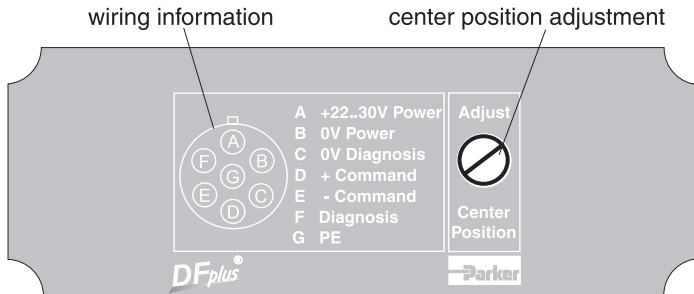 wiring information
center position adjustment
A +22..30V Power
B 0V Power
C 0V Diagnosis
D + Command
E - Command
F Diagnosis
G PE
A
F
B
G
E
C
D
Adjust
Center
Position
DFplus®
Parker